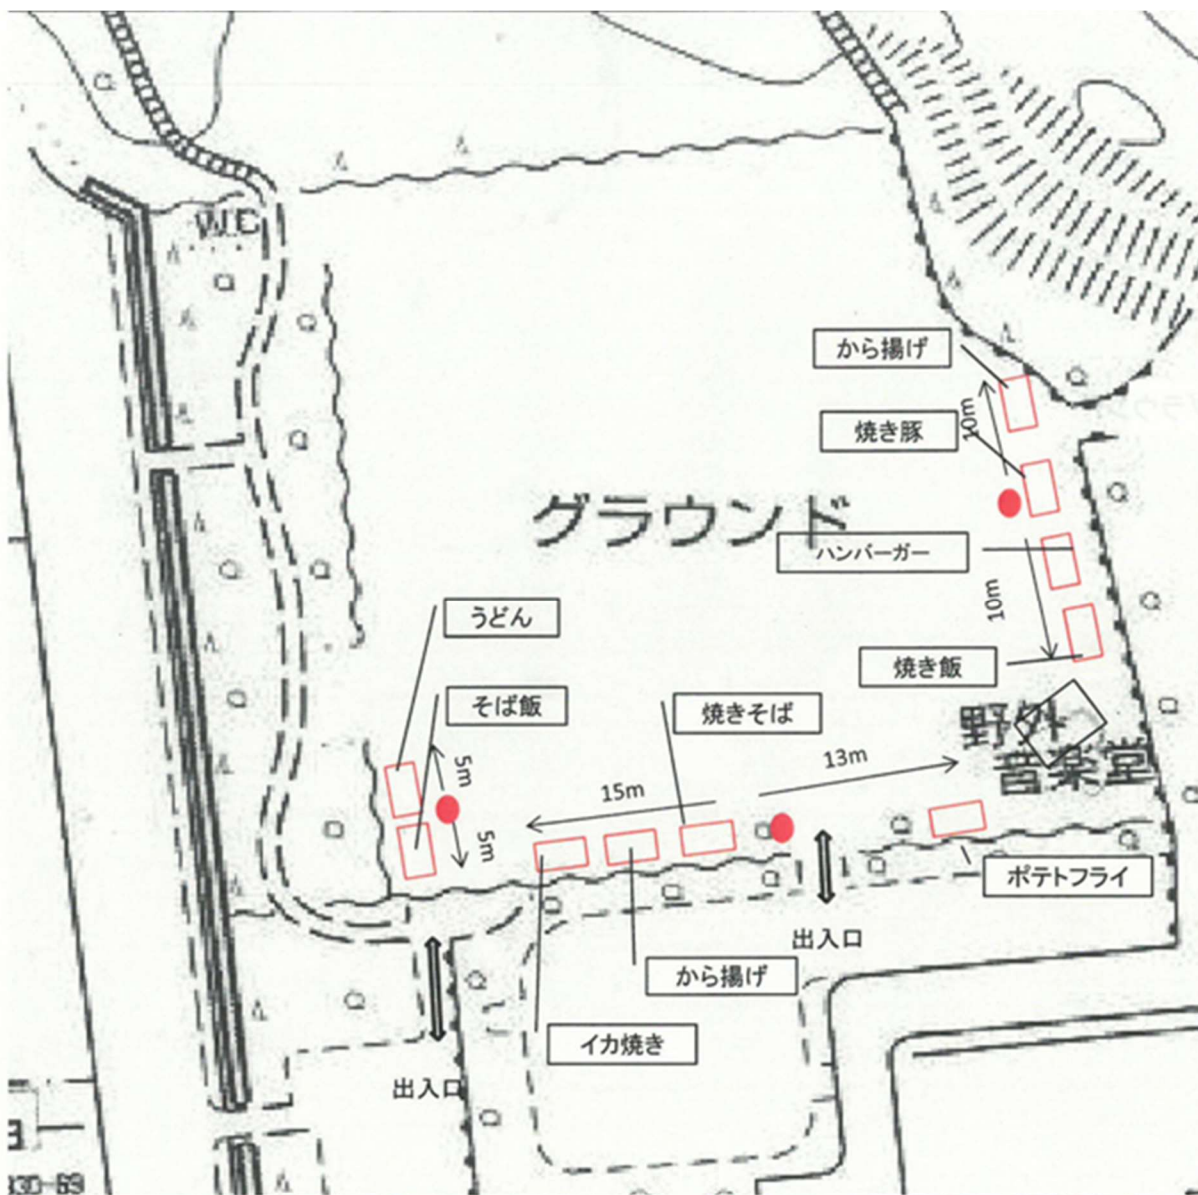 W.C
から揚げ
10m
焼き豚
グラウンド
ハンバーガー
10m
うどん
焼き飯
そば飯
焼きそば
野外
音楽堂
5m
13m
15m
5m
ポテトフライ
出入口
から揚げ
イカ焼き
出入口